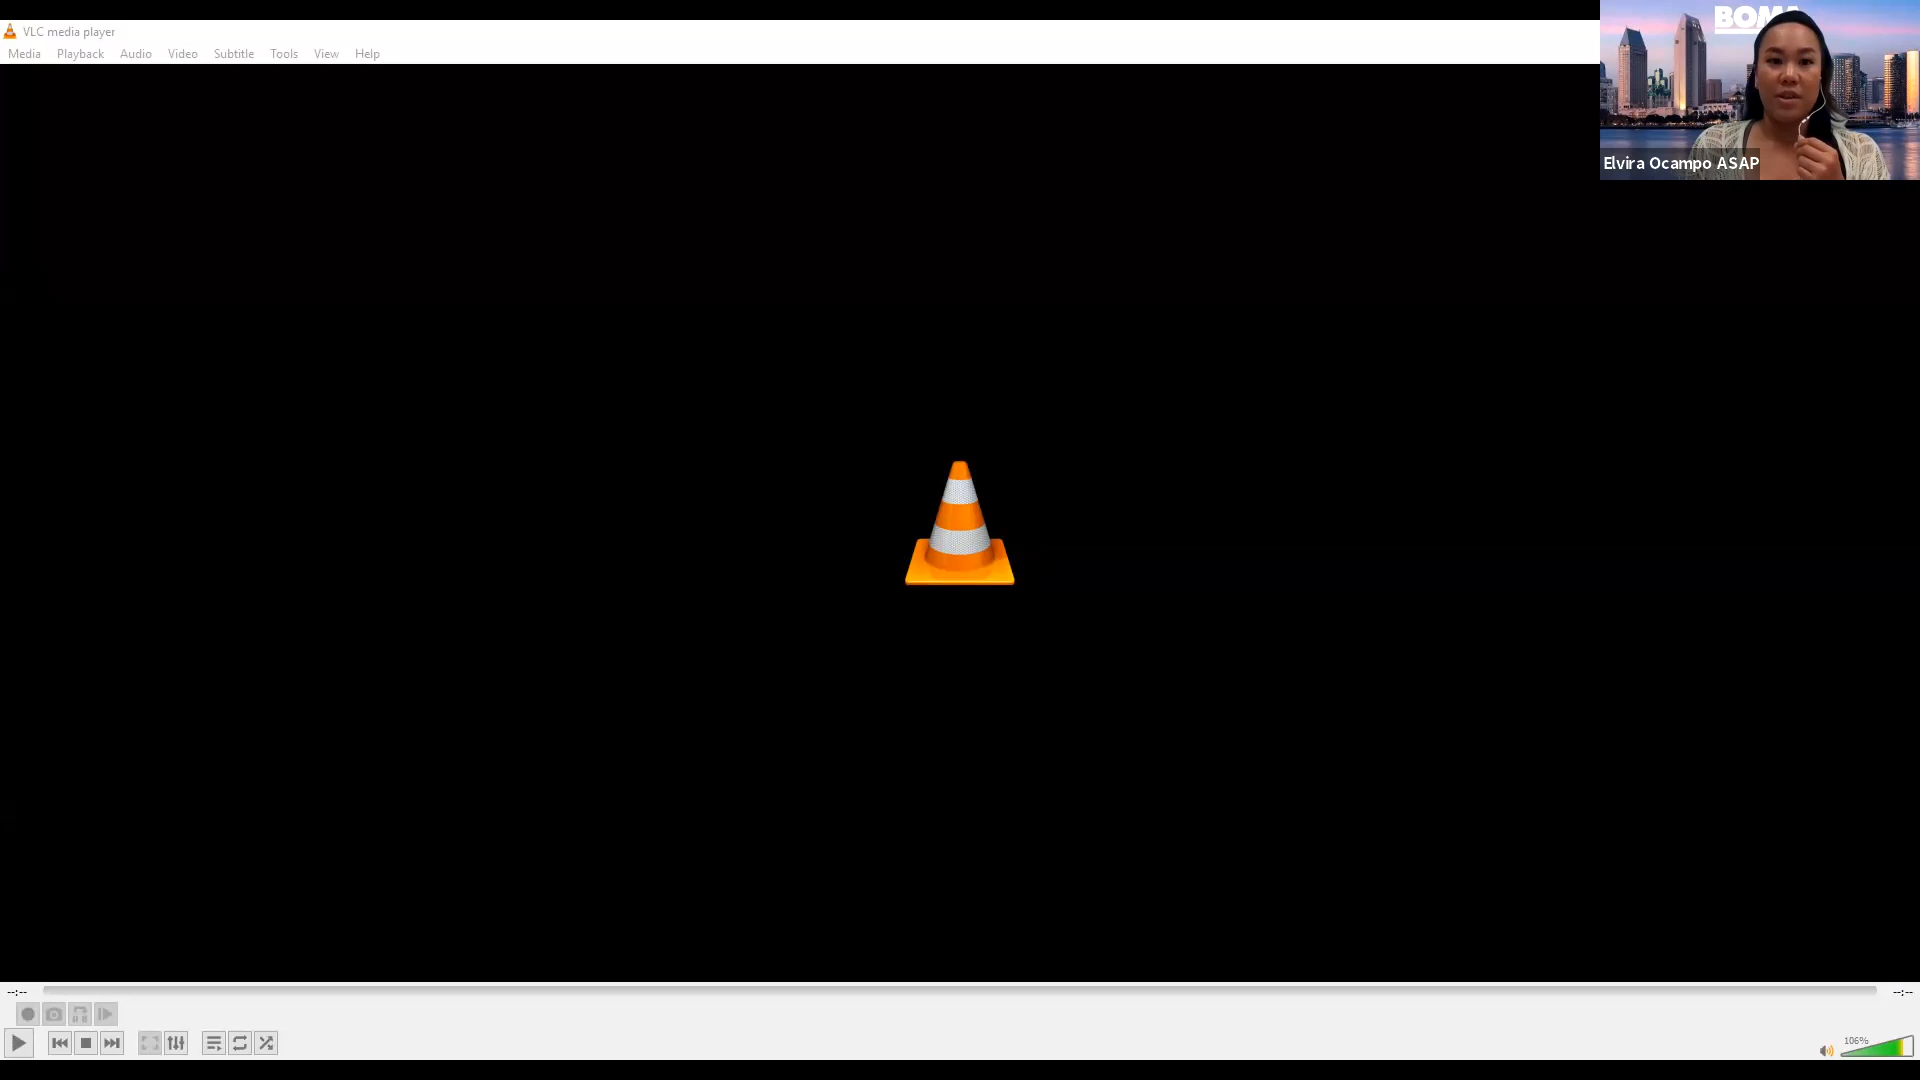 VLC media player
Media Playback Audio Video Subtitle Tools View Help
BOMA
Elvira Ocampo ASAP
--:-- --:--
106%